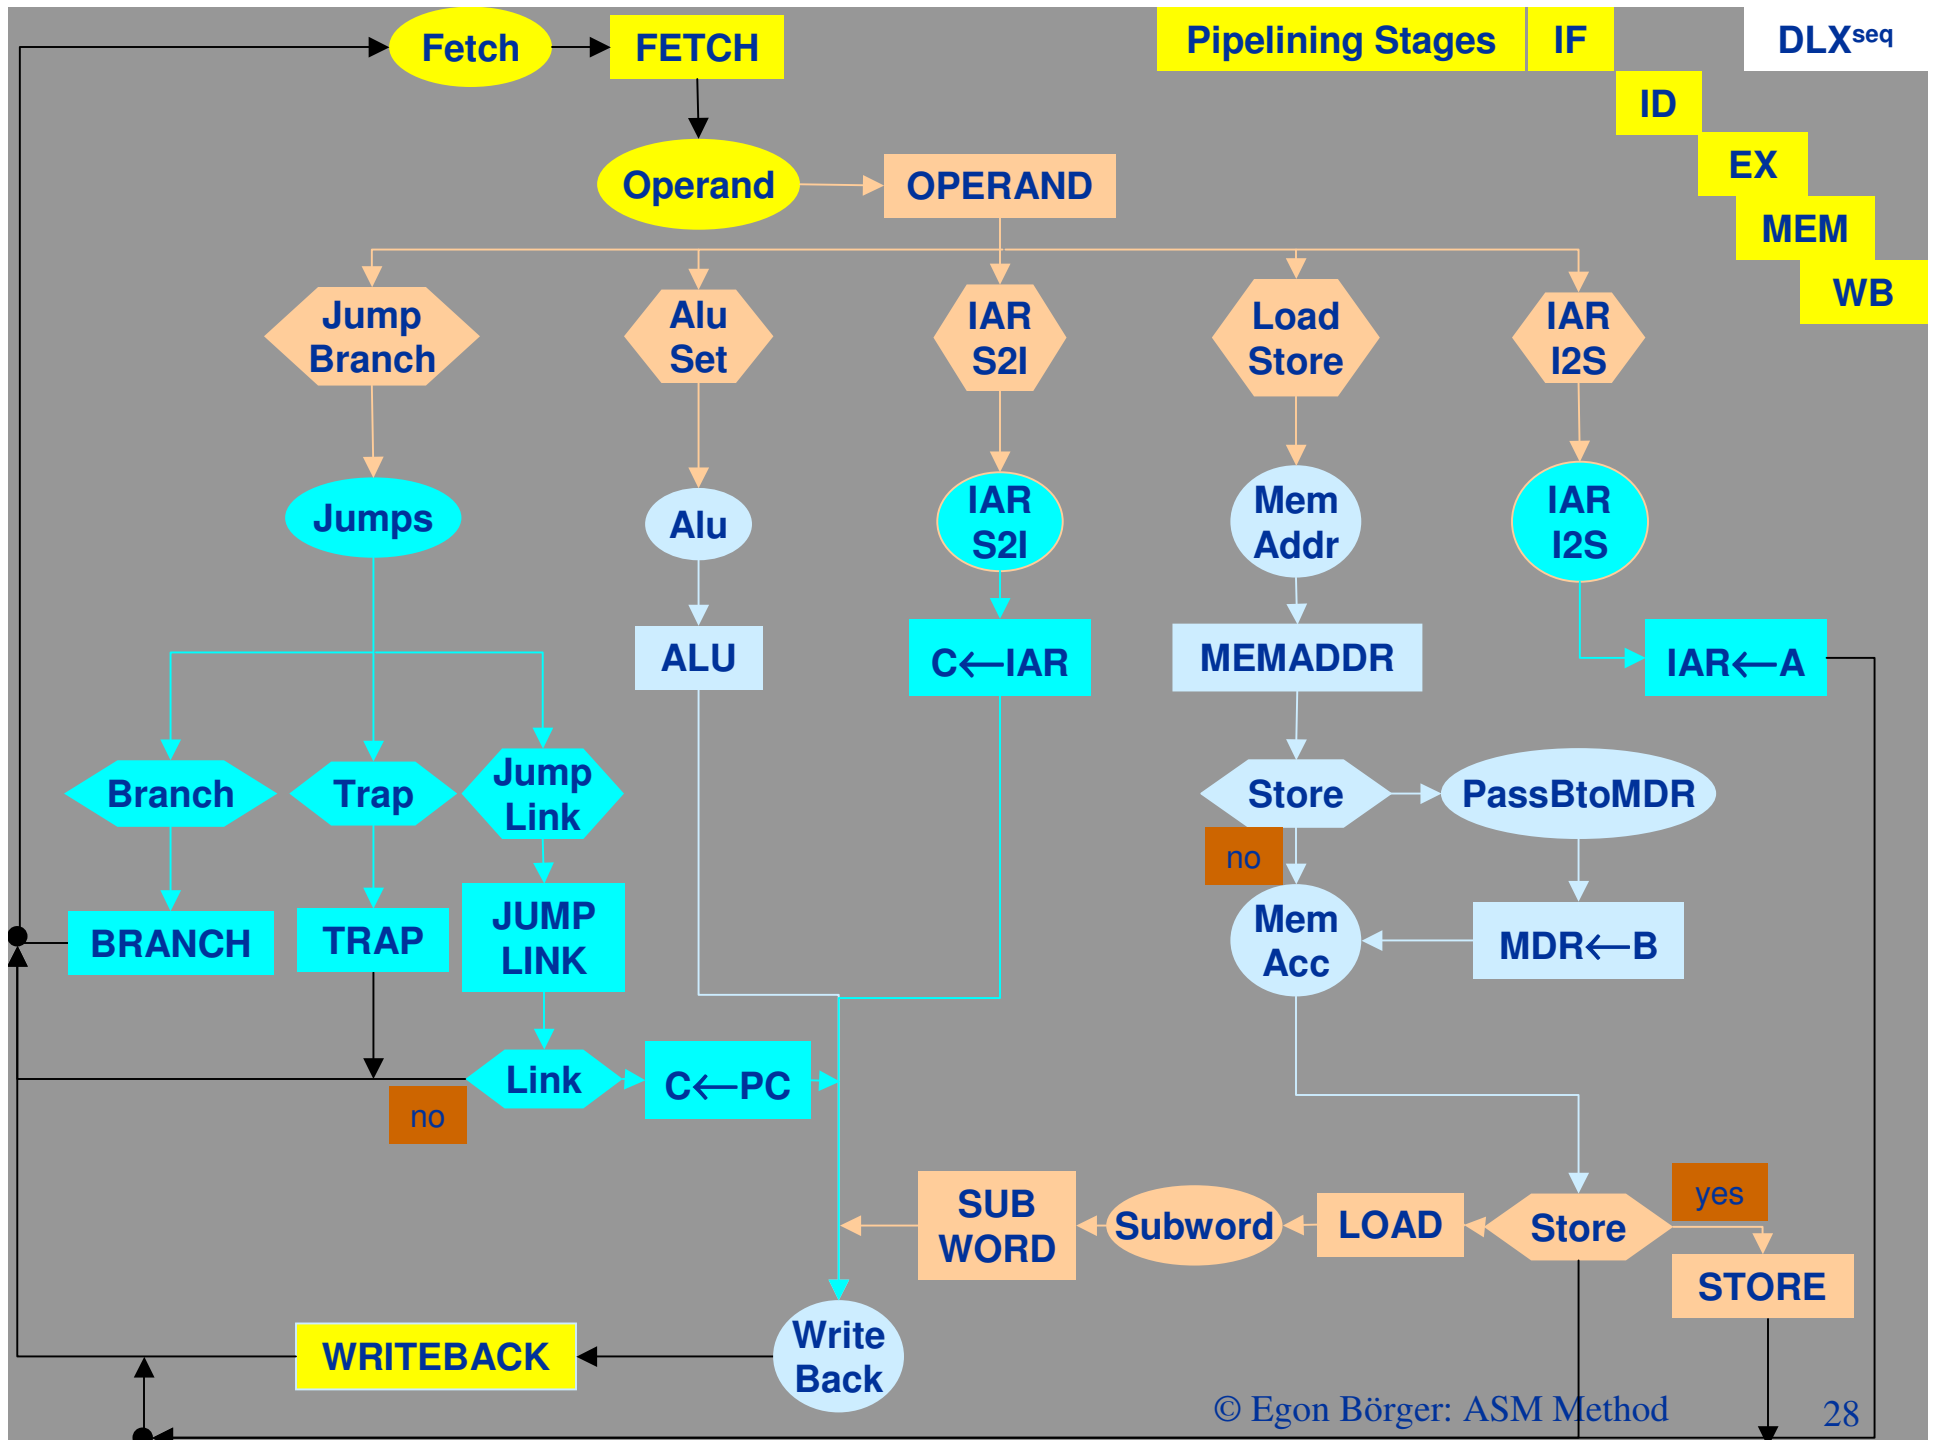 Fetch
FETCH
Pipelining Stages
IF
DLXseq
ID
Operand
OPERAND
EX
MEM
WB
Jump
Branch
Alu
Set
IAR
S2I
Load
Store
IAR
I2S
Jumps
Alu
IAR
S2I
Mem
Addr
IAR
I2S
ALU
C←IAR
MEMADDR
IAR←A
Branch
Trap
Jump
Link
Store
PassBtoMDR
no
BRANCH
TRAP
JUMP
LINK
Mem
Acc
MDR←B
Link
C←PC
no
SUB
WORD
Subword
LOAD
Store
yes
STORE
WRITEBACK
Write
Back
© Egon Börger: ASM Method
28